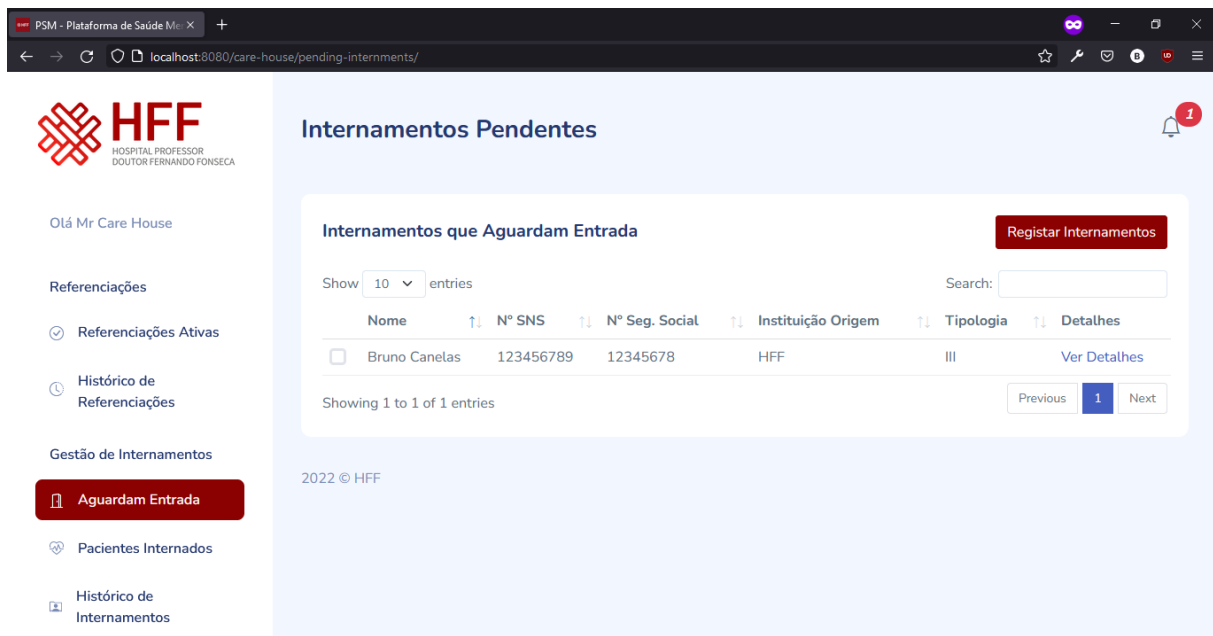 PSM - Plataforma de Saúde Me
localhost:8080/care-house/pending-internments/
HFF
HOSPITAL PROFESSOR
DOUTOR FERNANDO FONSECA
Olá Mr Care House
Referenciações
Referenciações Ativas
Histórico de
Referenciações
Gestão de Internamentos
Aguardam Entrada
Pacientes Internados
Histórico de
Internamentos
Internamentos Pendentes
1
Internamentos que Aguardam Entrada
Registar Internamentos
Show 10 entries
Search:
Nome Nº SNS Nº Seg. Social Instituição Origem Tipologia Detalhes
Bruno Canelas 123456789 12345678 HFF III Ver Detalhes
Showing 1 to 1 of 1 entries
Previous 1 Next
2022 © HFF